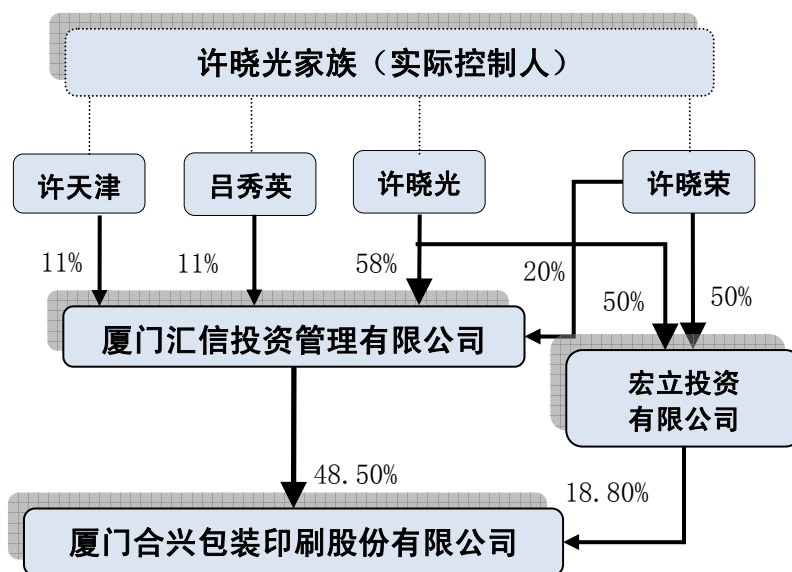 许晓光家族（实际控制人）
许天津
吕秀英
许晓光
许晓荣
11%
11%
58%
20%
50%
50%
厦门汇信投资管理有限公司
宏立投资
有限公司
48.50%
18.80%
厦门合兴包装印刷股份有限公司